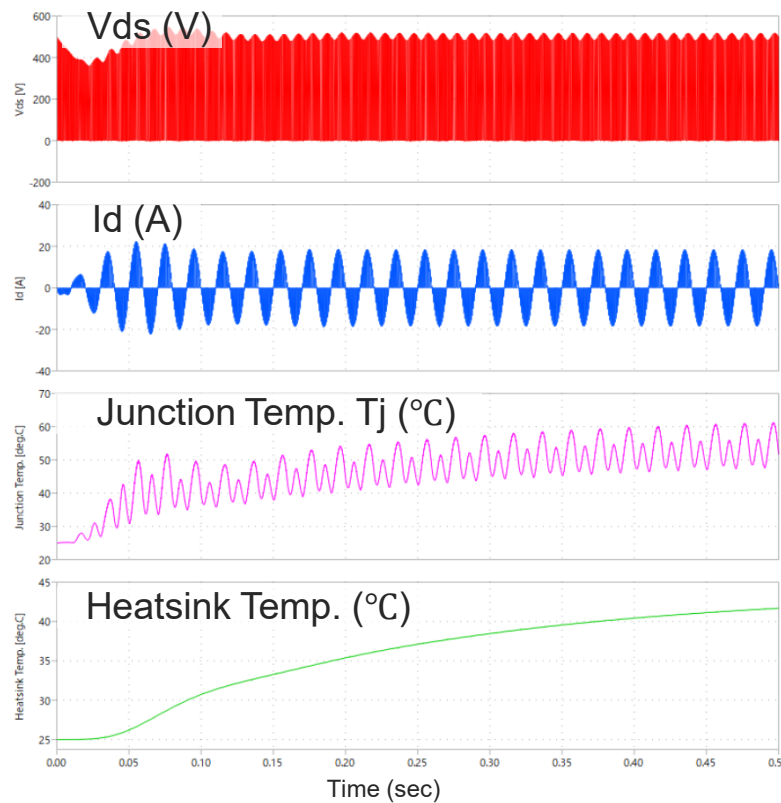 Vds (V)
Vds [V]
600
400
200
0
-200
Id (A)
Id [A]
40
20
0
-20
-40
Junction Temp. Tj (℃)
Junction Temp. [deg.C]
70
60
50
40
30
20
Heatsink Temp. (℃)
Heatsink Temp. [deg.C]
45
40
35
30
25
0.00 0.05 0.10 0.15 0.20 0.25 0.30 0.35 0.40 0.45 0.5
Time (sec)